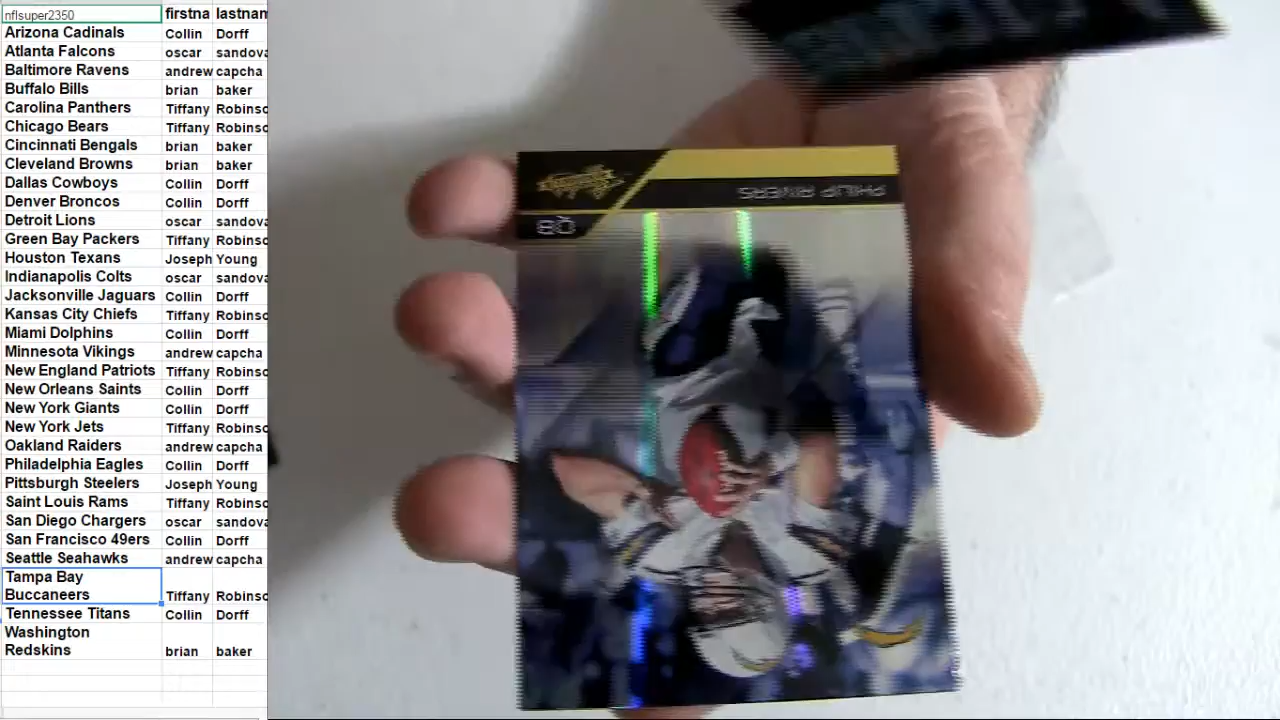 nflsuper2350 firstna lastnam
Arizona Cadinals Collin Dorff
Atlanta Falcons oscar sandova
Baltimore Ravens andrew capcha
Buffalo Bills brian baker
Carolina Panthers Tiffany Robinso
Chicago Bears Tiffany Robinso
Cincinnati Bengals brian baker
Cleveland Browns brian baker
Dallas Cowboys Collin Dorff
Denver Broncos Collin Dorff
Detroit Lions oscar sandova
Green Bay Packers Tiffany Robinso
Houston Texans Joseph Young
Indianapolis Colts oscar sandova
Jacksonville Jaguars Collin Dorff
Kansas City Chiefs Tiffany Robinso
Miami Dolphins Collin Dorff
Minnesota Vikings andrew capcha
New England Patriots Tiffany Robinso
New Orleans Saints Collin Dorff
New York Giants Collin Dorff
New York Jets Tiffany Robinso
Oakland Raiders andrew capcha
Philadelphia Eagles Collin Dorff
Pittsburgh Steelers Joseph Young
Saint Louis Rams Tiffany Robinso
San Diego Chargers oscar sandova
San Francisco 49ers Collin Dorff
Seattle Seahawks andrew capcha
Tampa Bay
Buccaneers Tiffany Robinso
Tennessee Titans Collin Dorff
Washington
Redskins brian baker
PHILIP RIVERS
QB